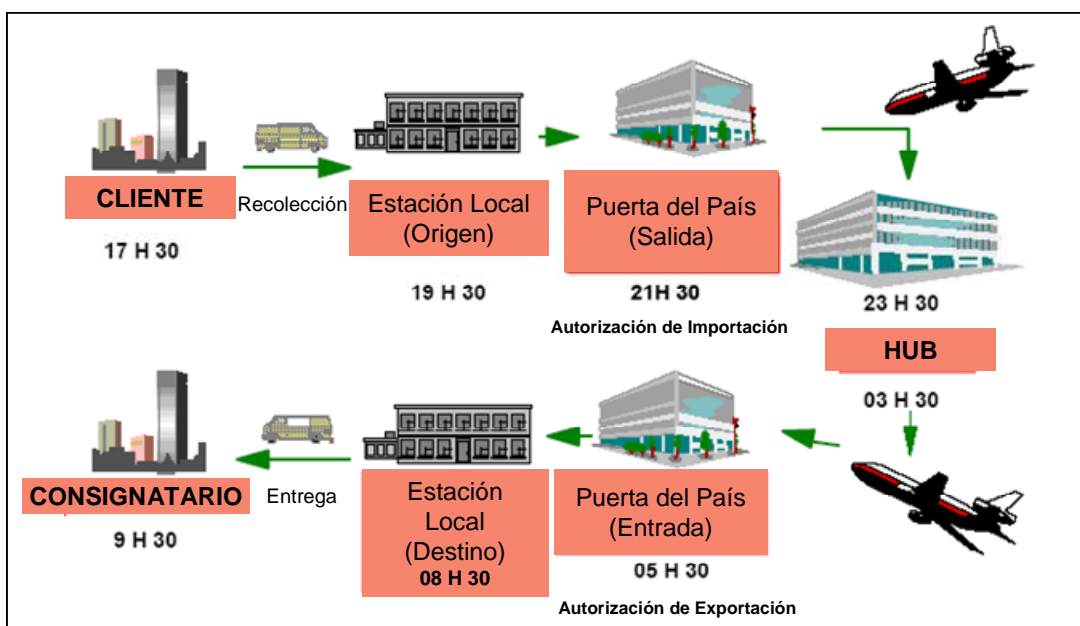 CLIENTE
Recolección
Estación Local
(Origen)
Puerta del País
(Salida)
17 H 30
19 H 30
21H 30
23 H 30
Autorización de Importación
HUB
03 H 30
CONSIGNATARIO
Entrega
Estación
Local
(Destino)
08 H 30
Puerta del País
(Entrada)
9 H 30
05 H 30
Autorización de Exportación